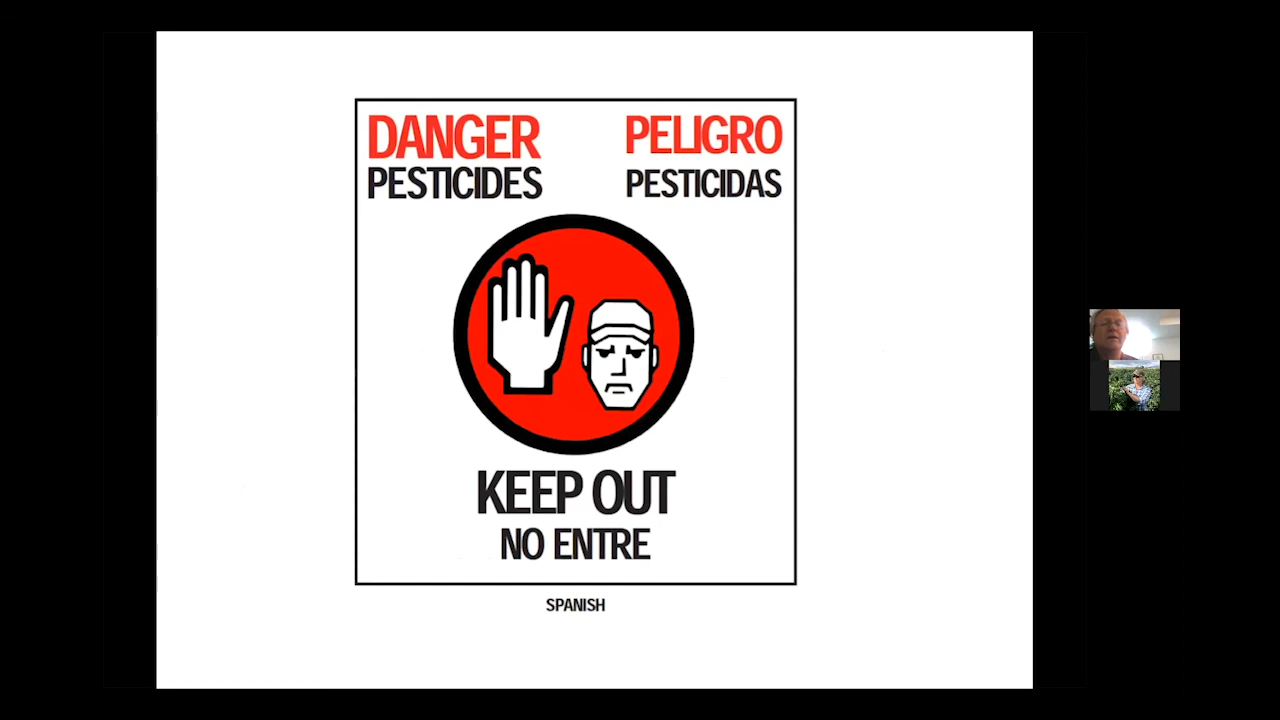 DANGER PELIGRO
PESTICIDES PESTICIDAS
KEEP OUT
NO ENTRE
SPANISH